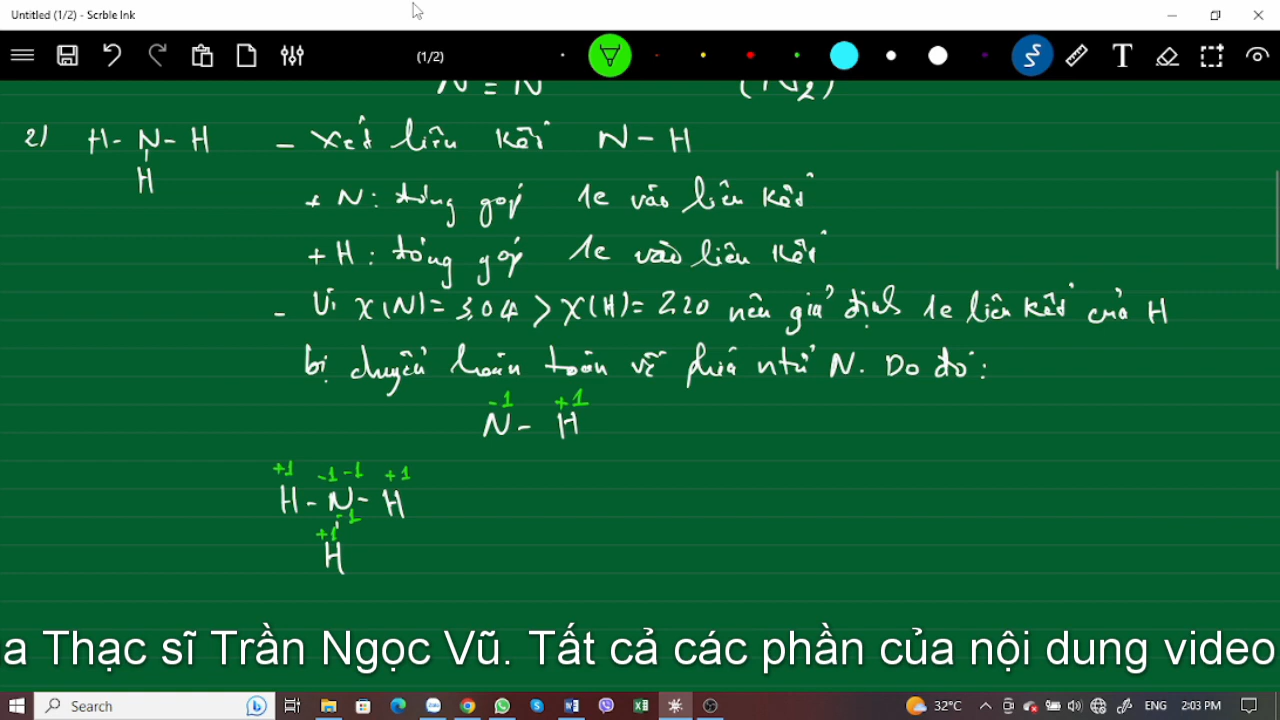 Untitled (1/2) - Scrble Ink
(1/2)
N ≡ N (N₂)
2) H - N - H - Xét liên kết N - H
H
+ N: đóng góp 1e vào liên kết
+ H: đóng góp 1e vào liên kết
- Vì χ(N) = 3,04 > χ(H) = 2,20 nên giả định 1e liên kết của H
bị chuyển hoàn toàn về phía ntử N. Do đó:
-1 +1
N - H
+1 -1 -1 +1
H - N - H
-1
+1
H
a Thạc sĩ Trần Ngọc Vũ. Tất cả các phần của nội dung video
Search
32°C
ENG
2:03 PM